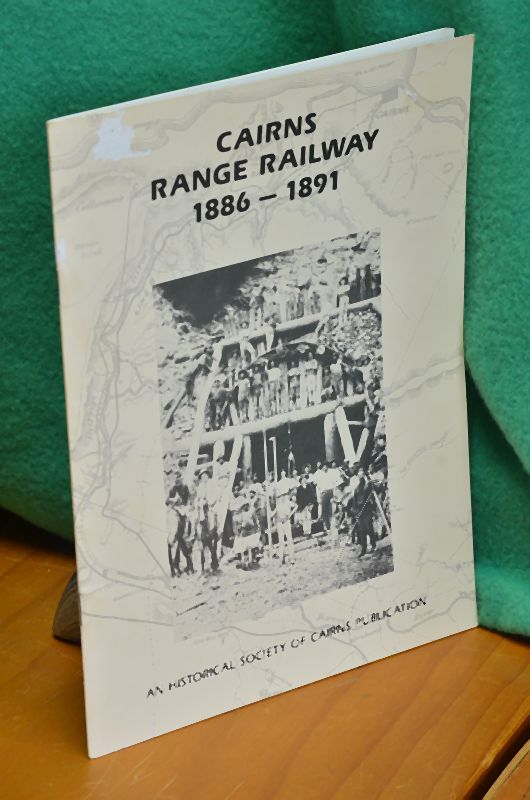 CAIRNS
RANGE RAILWAY
1886 – 1891
AN HISTORICAL SOCIETY OF CAIRNS PUBLICATION